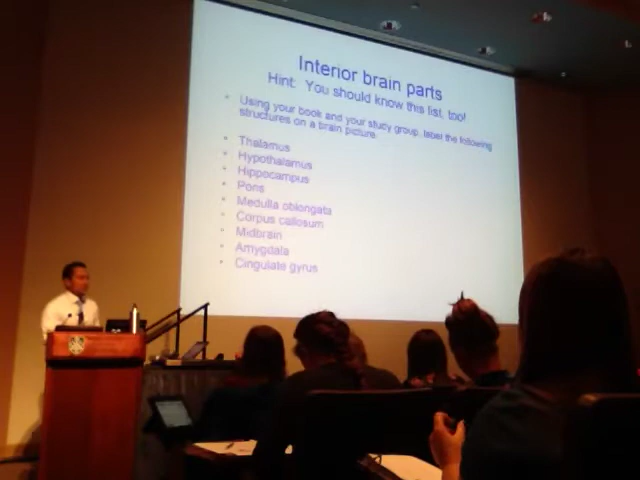 Interior brain parts
Hint: You should know this list, too!
• Using your book and your study group, label the following
structures on a brain picture.
• Thalamus
• Hypothalamus
• Hippocampus
• Pons
• Medulla oblongata
• Corpus callosum
• Midbrain
• Amygdala
• Cingulate gyrus